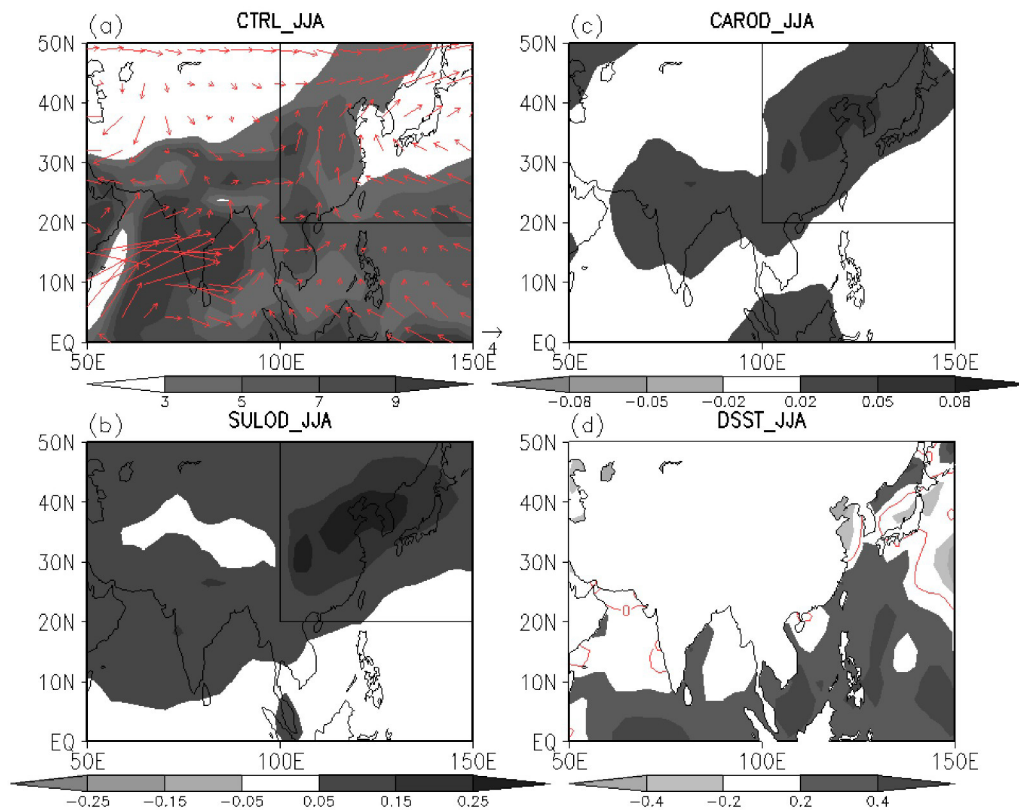 (a) CTRL_JJA
50N
40N
30N
20N
10N
EQ
50E 100E 150E
4
3 5 7 9
(c) CAROD_JJA
50N
40N
30N
20N
10N
EQ
50E 100E 150E
-0.08 -0.05 -0.02 0.02 0.05 0.08
(b) SULOD_JJA
50N
40N
30N
20N
10N
EQ
50E 100E 150E
-0.25 -0.15 -0.05 0.05 0.15 0.25
(d) DSST_JJA
50N
40N
30N
20N
10N
EQ
0
50E 100E 150E
-0.4 -0.2 0.2 0.4